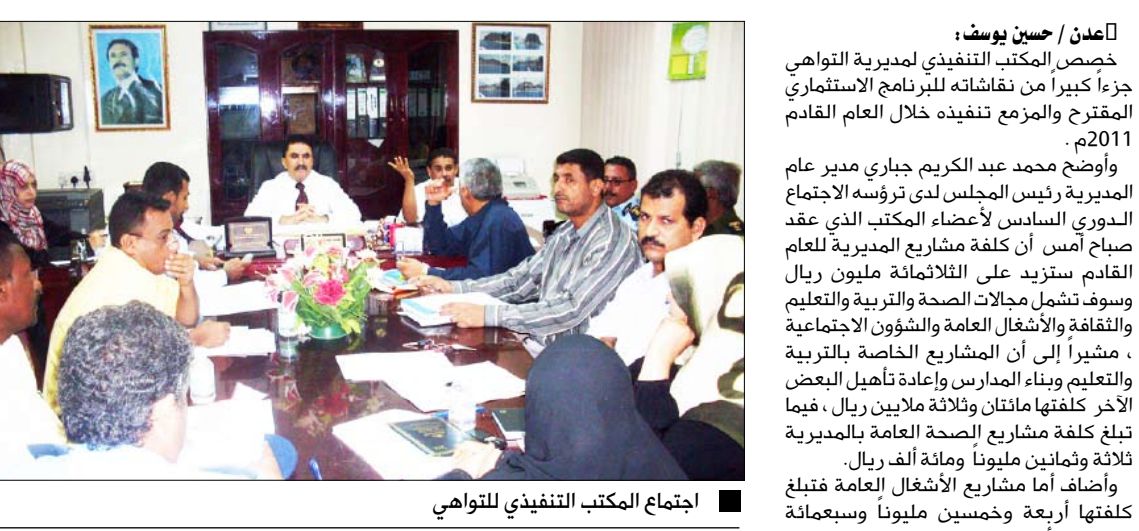 عدن / حسين يوسف :
خصص المكتب التنفيذي لمديرية التواهي
جزءاً كبيراً من نقاشاته للبرنامج الاستثماري
المقترح والمزمع تنفيذه خلال العام القادم
2011م .
وأوضح محمد عبد الكريم جباري مدير عام
المديرية رئيس المجلس لدى ترؤسه الاجتماع
الـدوري السادس لأعضاء المكتب الذي عقد
صباح أمس أن كلفة مشاريع المديرية للعام
القادم ستزيد على الثلاثمائة مليون ريال
وسوف تشمل مجالات الصحة والتربية والتعليم
والثقافة والأشغال العامة والشؤون الاجتماعية
، مشيراً إلى أن المشاريع الخاصة بالتربية
والتعليم وبناء المدارس وإعادة تأهيل البعض
الآخر كلفتها مائتان وثلاثة ملايين ريال ، فيما
تبلغ كلفة مشاريع الصحة العامة بالمديرية
ثلاثة وثمانين مليوناً ومائة ألف ريال.
وأضاف أما مشاريع الأشغال العامة فتبلغ
كلفتها أربعة وخمسين مليوناً وسبعمائة
اجتماع المكتب التنفيذي للتواهي